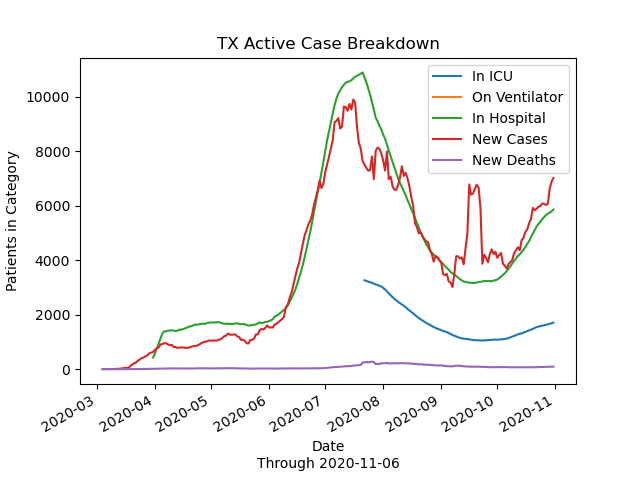 TX Active Case Breakdown
In ICU
On Ventilator
In Hospital
New Cases
New Deaths
Patients in Category
10000
8000
6000
4000
2000
0
2020-03
2020-04
2020-05
2020-06
2020-07
2020-08
2020-09
2020-10
2020-11
Date
Through 2020-11-06